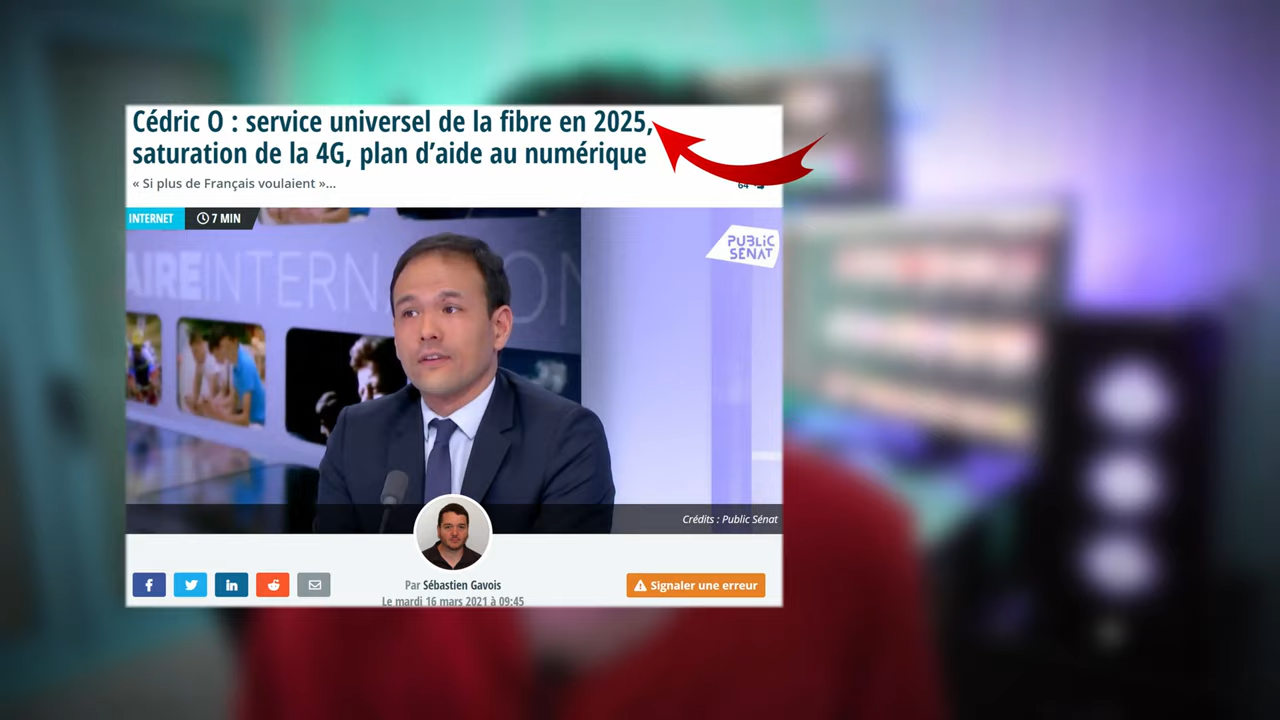 Cédric O : service universel de la fibre en 2025,
saturation de la 4G, plan d’aide au numérique
« Si plus de Français voulaient »...
64
INTERNET
7 MIN
AIREINTERN
PUBLIC
SÉNAT
Crédits : Public Sénat
Par Sébastien Gavois
Le mardi 16 mars 2021 à 09:45
Signaler une erreur